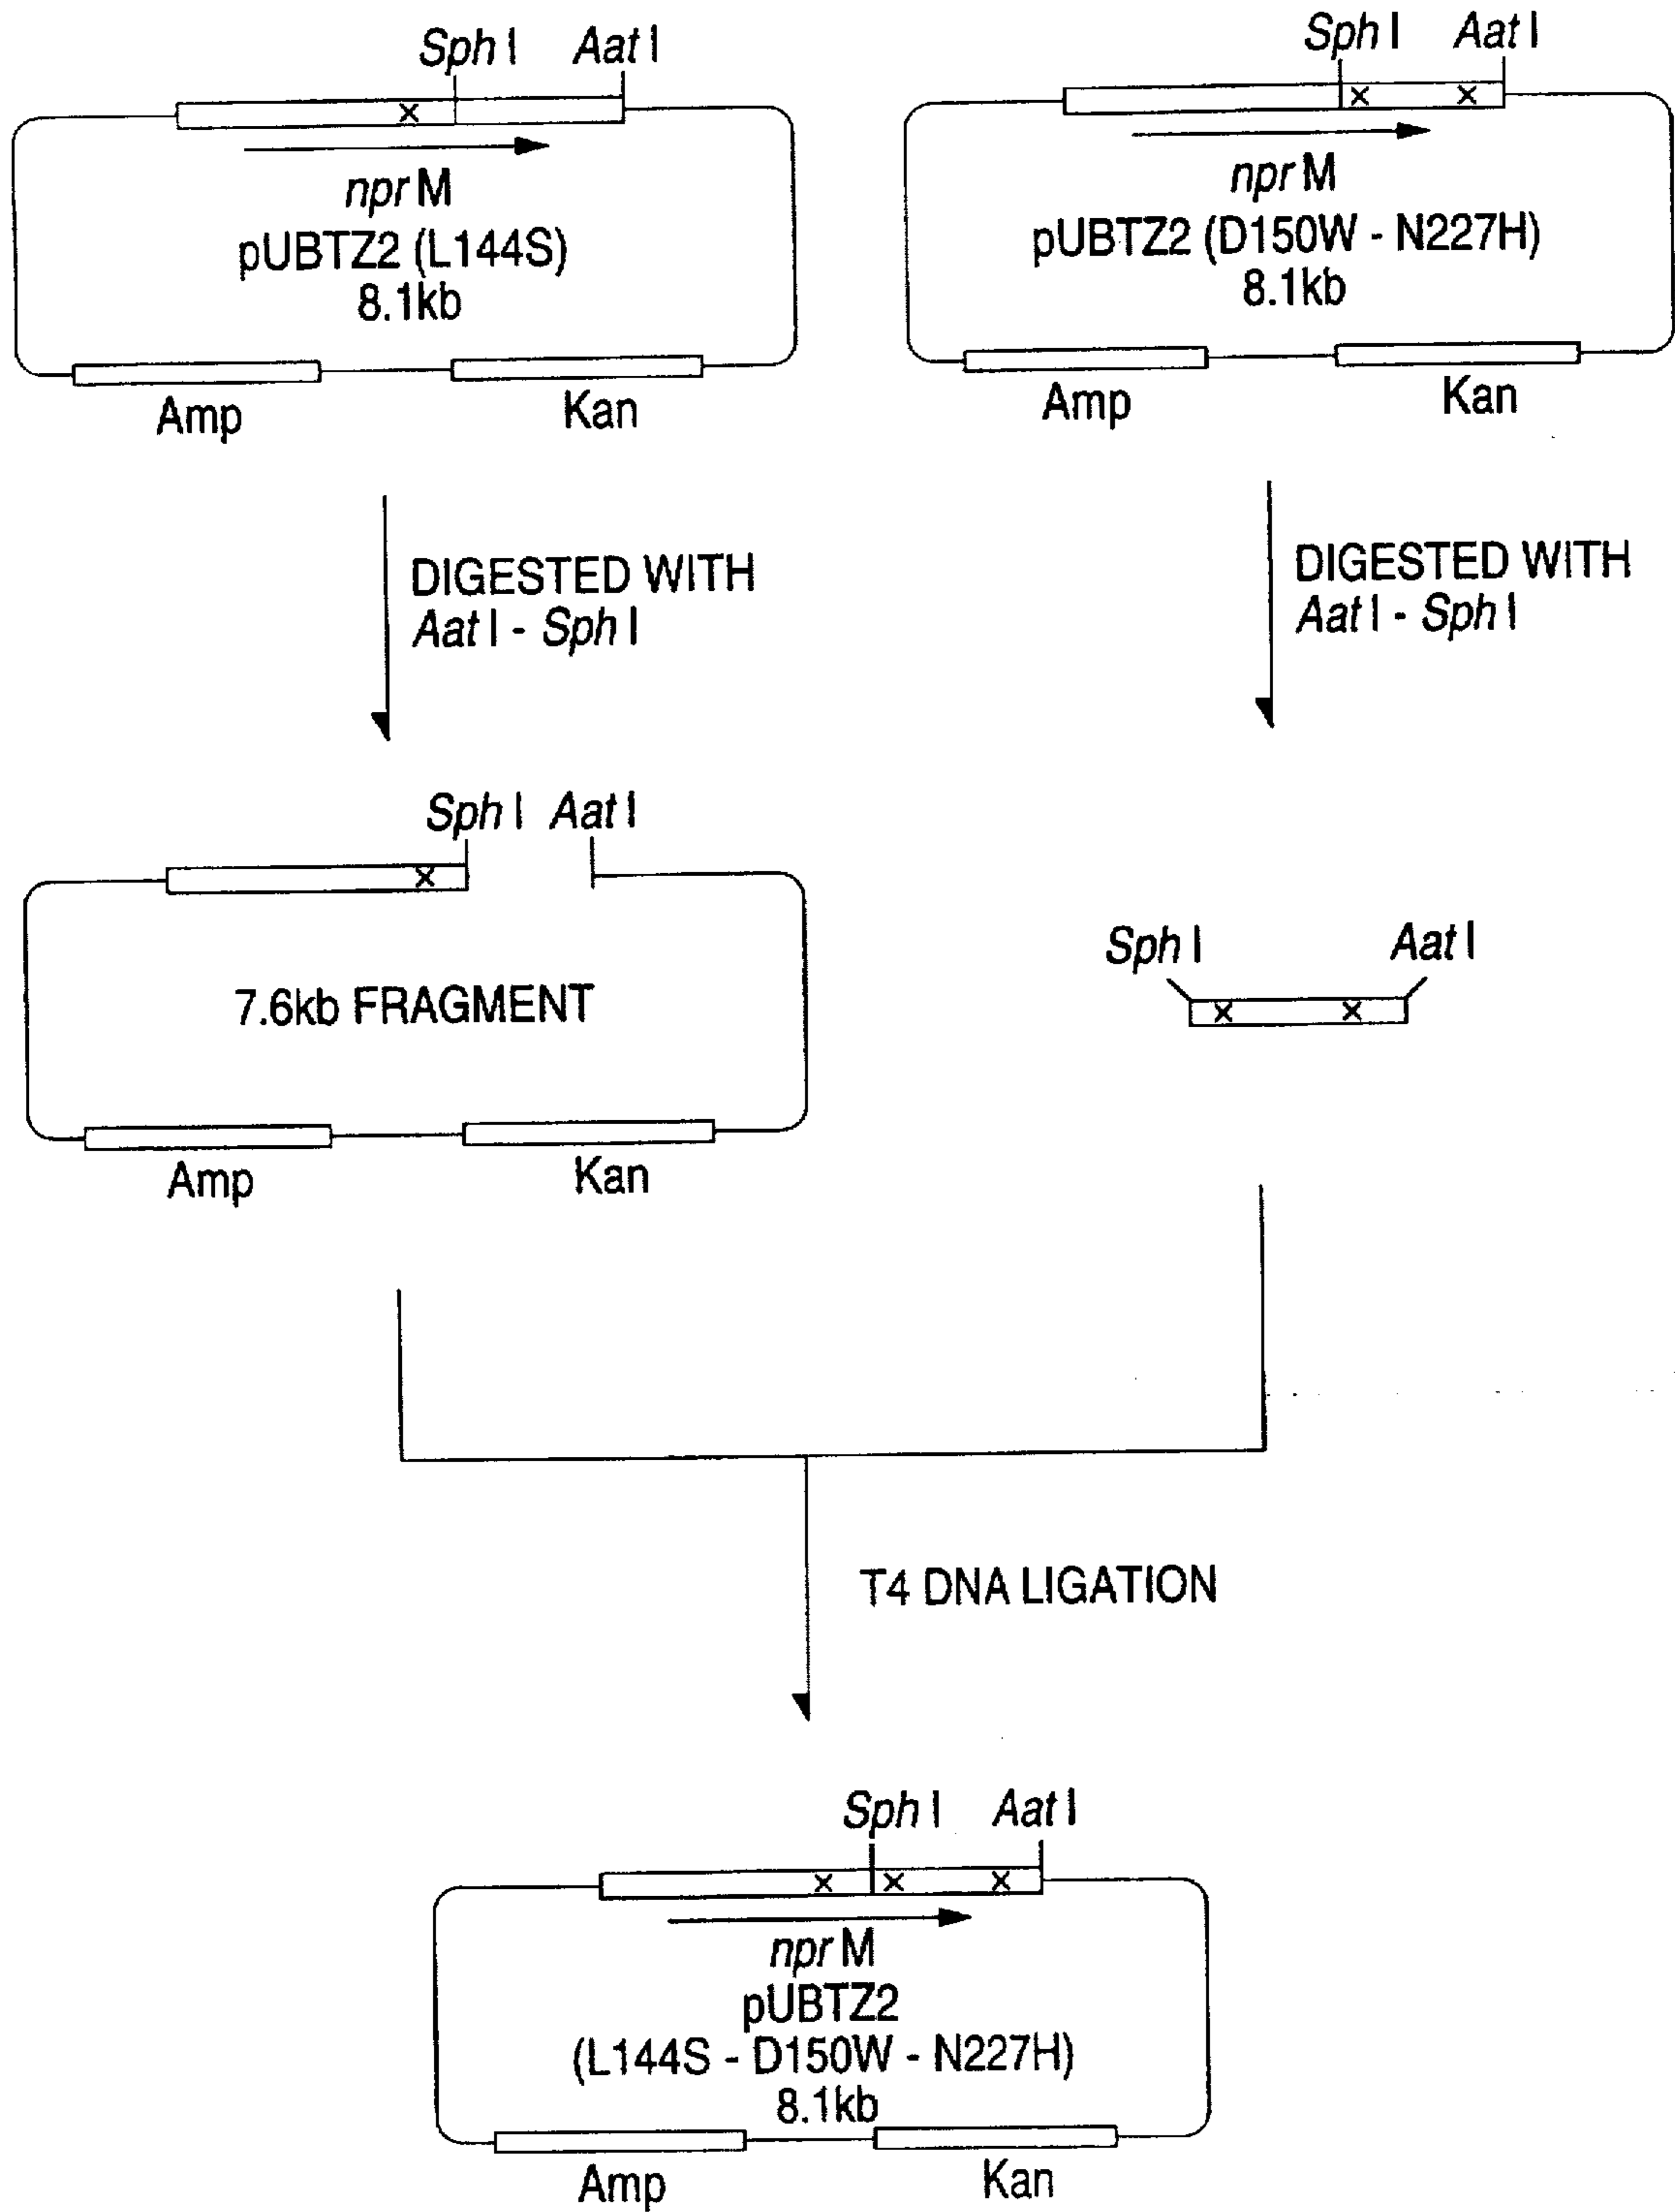 Sph I Aat I
npr M
pUBTZ2 (L144S)
8.1kb
Amp Kan
Sph I Aat I
npr M
pUBTZ2 (D150W - N227H)
8.1kb
Amp Kan
DIGESTED WITH
Aat I - Sph I
DIGESTED WITH
Aat I - Sph I
Sph I Aat I
7.6kb FRAGMENT
Amp Kan
Sph I Aat I
T4 DNA LIGATION
Sph I Aat I
npr M
pUBTZ2
(L144S - D150W - N227H)
8.1kb
Amp Kan